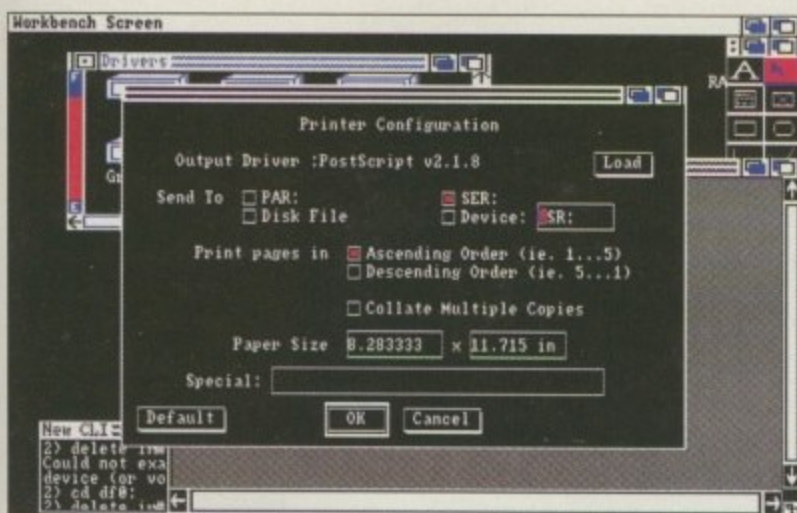 Workbench Screen
Drivers
RA
A
Printer Configuration
Output Driver :PostScript v2.1.8
Load
Send To
PAR:
SER:
Disk File
Device:
SR:
Print pages in
Ascending Order (ie. 1...5)
Descending Order (ie. 5...1)
Collate Multiple Copies
Paper Size
8.283333
x
11.715 in
Special:
Default
OK
Cancel
New CLI
2) delete
Could not exa
device (or vo
2) cd df0:
2) delete